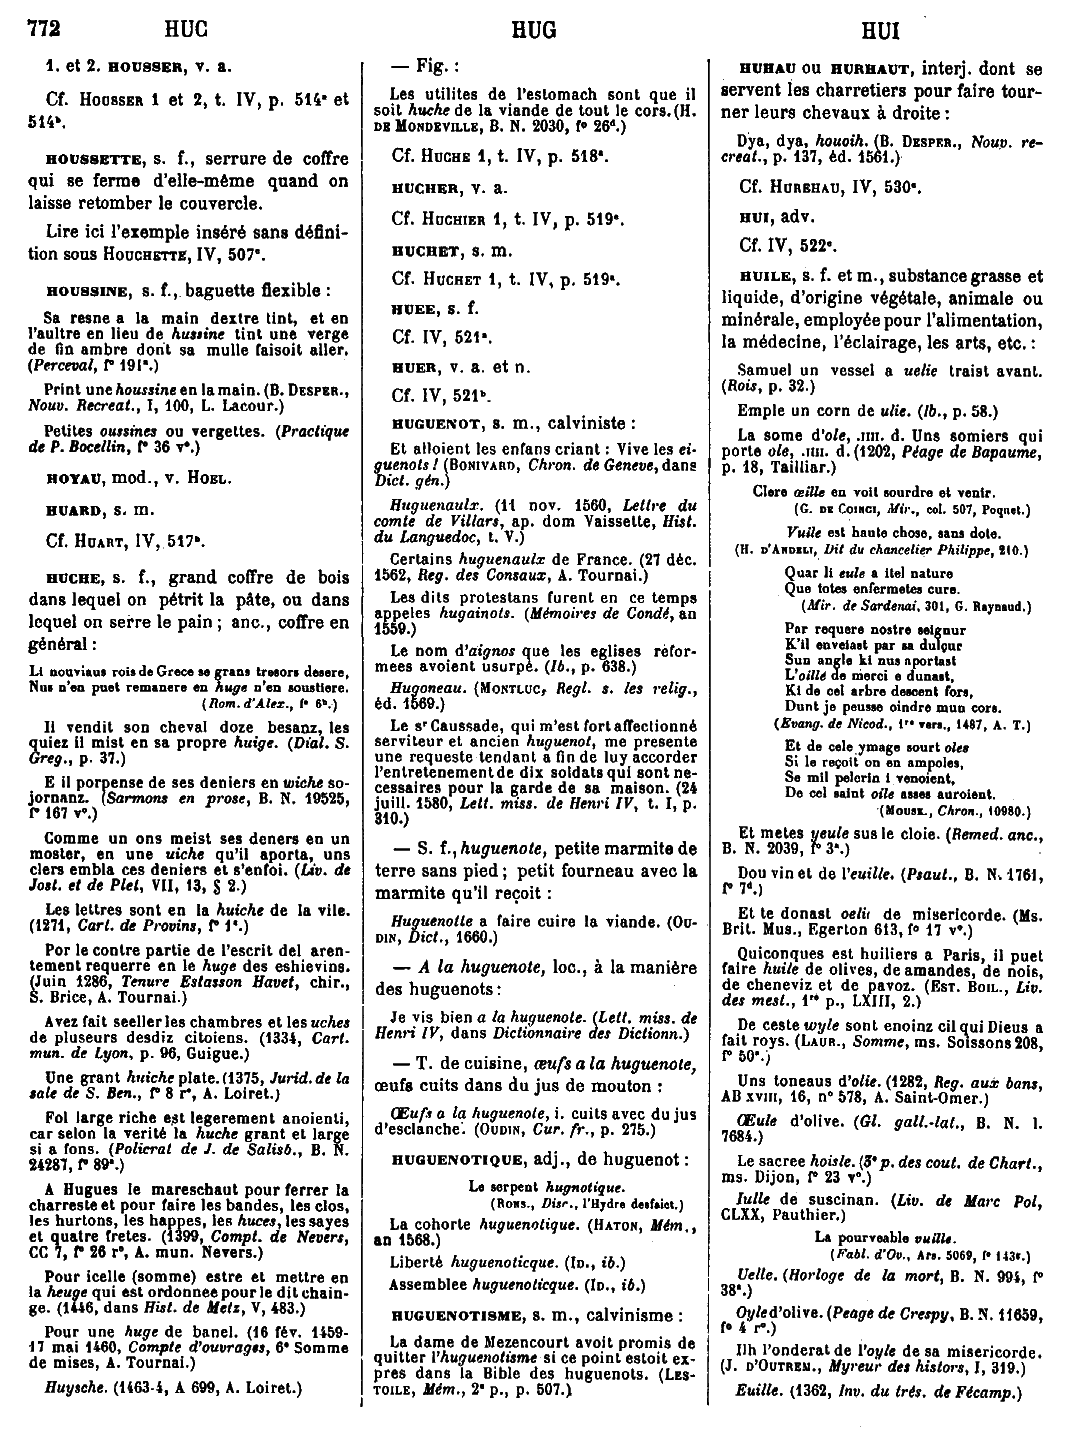 772 HUC HUG HUI
1. et 2. HOUSSER, v. a.
Cf. HOUSSER 1 et 2, t. IV, p. 514ª et
514ᵇ.
HOUSSETTE, s. f., serrure de coffre
qui se ferme d'elle-même quand on
laisse retomber le couvercle.
Lire ici l'exemple inséré sans défini-
tion sous HOUCHETTE, IV, 507ª.
HOUSSINE, s. f., baguette flexible :
Sa resne a la main dextre tint, et en
l'aultre en lieu de hussine tint une verge
de fin ambre dont sa mulle faisoit aller.
(Perceval, fº 191ª.)
Print une houssine en la main. (B. DESPER.,
Nouv. Recreat., I, 100, L. Lacour.)
Petites oussines ou vergettes. (Practique
de P. Bocellin, fº 36 vº.)
HOYAU, mod., v. HOEL.
HUARD, s. m.
Cf. HUART, IV, 517ᵇ.
HUCHE, s. f., grand coffre de bois
dans lequel on pétrit la pâte, ou dans
lequel on serre le pain ; anc., coffre en
général :
Li nouviaus rois de Grece se grans tresors desere,
Nus n'en puet remanere en huge n'en soustiere.
(Rom. d'Alex., fº 6ᵇ.)
Il vendit son cheval doze besanz, les
quiez il mist en sa propre huige. (Dial. S.
Greg., p. 37.)
E il porpense de ses deniers en wiche so-
jornanz. (Sarmons en prose, B. N. 19525,
fº 167 vº.)
Comme un ons meist ses deners en un
moster, en une uiche qu'il aporta, uns
clers embla ces deniers et s'enfoi. (Liv. de
Jost. et de Plet, VII, 13, § 2.)
Les lettres sont en la huiche de la vile.
(1271, Cart. de Provins, fº 1ª.)
Por le contre partie de l'escrit del aren-
tement requerre en le huge des eshievins.
(Juin 1286, Tenure Estasson Havet, chir.,
S. Brice, A. Tournai.)
Avez fait seeller les chambres et les uches
de pluseurs desdiz citoiens. (1334, Cart.
mun. de Lyon, p. 96, Guigue.)
Une grant huiche plate. (1375, Jurid. de la
sale de S. Ben., fº 8 rº, A. Loiret.)
Fol large riche est legerement anoienti,
car selon la verité la huche grant et large
si a fons. (Policrat de J. de Salisb., B. N.
24287, fº 89ª.)
A Hugues le mareschaut pour ferrer la
charreste et pour faire les bandes, les clos,
les hurtons, les happes, les huces, les sayes
et quatre fretes. (1399, Compt. de Nevers,
CC 7, fº 26 rº, A. mun. Nevers.)
Pour icelle (somme) estre et mettre en
la heuge qui est ordonnee pour le dit chain-
ge. (1446, dans Hist. de Metz, V, 483.)
Pour une huge de banel. (16 fév. 1459-
17 mai 1460, Compte d'ouvrages, 6ª Somme
de mises, A. Tournai.)
Huysche. (1463-4, A 699, A. Loiret.)
— Fig. :
Les utilites de l'estomach sont que il
soit huche de la viande de tout le cors. (H.
DE MONDEVILLE, B. N. 2030, fº 26ᵈ.)
Cf. HUCHE 1, t. IV, p. 518ª.
HUCHER, v. a.
Cf. HUCHIER 1, t. IV, p. 519ª.
HUCHET, s. m.
Cf. HUCHET 1, t. IV, p. 519ª.
HUEE, s. f.
Cf. IV, 521ª.
HUER, v. a. et n.
Cf. IV, 521ᵇ.
HUGUENOT, s. m., calviniste :
Et alloient les enfans criant : Vive les ei-
guenots ! (BONIVARD, Chron. de Geneve, dans
Dict. gén.)
Huguenaulx. (11 nov. 1560, Lettre du
comte de Villars, ap. dom Vaissette, Hist.
du Languedoc, t. V.)
Certains huguenaulx de France. (27 déc.
1562, Reg. des Consaux, A. Tournai.)
Les dits protestans furent en ce temps
appeles hugainots. (Mémoires de Condé, an
1559.)
Le nom d'aignos que les eglises refor-
mees avoient usurpé. (Ib., p. 638.)
Hugoneau. (MONTLUC, Regl. s. les relig.,
éd. 1569.)
Le sʳ Caussade, qui m'est fort affectionné
serviteur et ancien huguenot, me presente
une requeste tendant a fin de luy accorder
l'entretenement de dix soldats qui sont ne-
cessaires pour la garde de sa maison. (24
juill. 1580, Lett. miss. de Henri IV, t. I, p.
310.)
— S. f., huguenote, petite marmite de
terre sans pied ; petit fourneau avec la
marmite qu'il reçoit :
Huguenotte a faire cuire la viande. (OU-
DIN, Dict., 1660.)
— A la huguenote, loc., à la manière
des huguenots :
Je vis bien a la huguenote. (Lett. miss. de
Henri IV, dans Dictionnaire des Dictionn.)
— T. de cuisine, œufs a la huguenote,
œufs cuits dans du jus de mouton :
Œufs a la huguenote, i. cuits avec du jus
d'esclanche. (OUDIN, Cur. fr., p. 275.)
HUGUENOTIQUE, adj., de huguenot :
Le serpent hugnotique.
(RONS., Disc., l'Hydre desfaict.)
La cohorte huguenotique. (HATON, Mém.,
an 1568.)
Liberté huguenoticque. (ID., ib.)
Assemblee huguenoticque. (ID., ib.)
HUGUENOTISME, s. m., calvinisme :
La dame de Mezencourt avoit promis de
quitter l'huguenotisme si ce point estoit ex-
pres dans la Bible des huguenots. (LES-
TOILE, Mém., 2ª p., p. 507.)
HUHAU ou HURHAUT, interj. dont se
servent les charretiers pour faire tour-
ner leurs chevaux à droite :
Dya, dya, houoih. (B. DESPER., Nouv. re-
creat., p. 137, éd. 1561.)
Cf. HUREHAU, IV, 530ª.
HUI, adv.
Cf. IV, 522ᶜ.
HUILE, s. f. et m., substance grasse et
liquide, d'origine végétale, animale ou
minérale, employée pour l'alimentation,
la médecine, l'éclairage, les arts, etc. :
Samuel un vessel a uelie traist avant.
(Rois, p. 32.)
Emple un corn de ulie. (Ib., p. 58.)
La some d'ole, .IIII. d. Uns somiers qui
porte ole, .IIII. d. (1202, Péage de Bapaume,
p. 18, Tailliar.)
Clere œille en voit sourdre et venir.
(G. DE COINCI, Mir., col. 507, Poquet.)
Vuile est haute chose, sans dote.
(H. D'ANDELI, Dit du chancelier Philippe, 210.)
Quar li eule a itel nature
Que totes enfermetes cure.
(Mir. de Sardenai, 301, G. Raynaud.)
Por requere nostre seignur
K'il enveiast par sa dulçur
Sun angle ki nus aportast
L'oille de merci e dunast,
Ki de cel arbre descent fors,
Dunt je peusse oindre mun cors.
(Evang. de Nicod., 1ʳᵉ vers., 1487, A. T.)
Et de cele ymage sourt oles
Si le reçoit on en ampoles,
Se mil pelerin i venoient,
De cel saint oile asses auroient.
(MOUSK., Chron., 10980.)
Et metes yeule sus le cloie. (Remed. anc.,
B. N. 2039, fº 3ª.)
Dou vin et de l'euille. (Psaut., B. N. 1761,
fº 7ᵈ.)
Et te donast oelie de misericorde. (Ms.
Brit. Mus., Egerton 613, fº 17 vº.)
Quiconques est huiliers a Paris, il puet
faire huile de olives, de amandes, de nois,
de cheneviz et de pavoz. (EST. BOIL., Liv.
des mest., 1ʳᵉ p., LXIII, 2.)
De ceste wyle sont enoinz cil qui Dieus a
fait roys. (LAUR., Somme, ms. Soissons 208,
fº 50ª.)
Uns toneaus d'olie. (1282, Reg. aux bans,
AB XVIII, 16, nº 578, A. Saint-Omer.)
Œule d'olive. (Gl. gall.-lat., B. N. l.
7684.)
Le sacree hoisle. (3ᵉ p. des cout. de Chart.,
ms. Dijon, fº 23 vº.)
Iulle de suscinan. (Liv. de Marc Pol,
CLXX, Pauthier.)
La pourveable vuille.
(Fabl. d'Ov., Ars. 5069, fº 143ᶜ.)
Uelle. (Horloge de la mort, B. N. 994, fº
38ª.)
Oyle d'olive. (Peage de Crespy, B. N. 11659,
fº 4 rº.)
Ilh l'onderat de l'oyle de sa misericorde.
(J. D'OUTREM., Myreur des histors, I, 319.)
Euille. (1362, Inv. du trés. de Fécamp.)